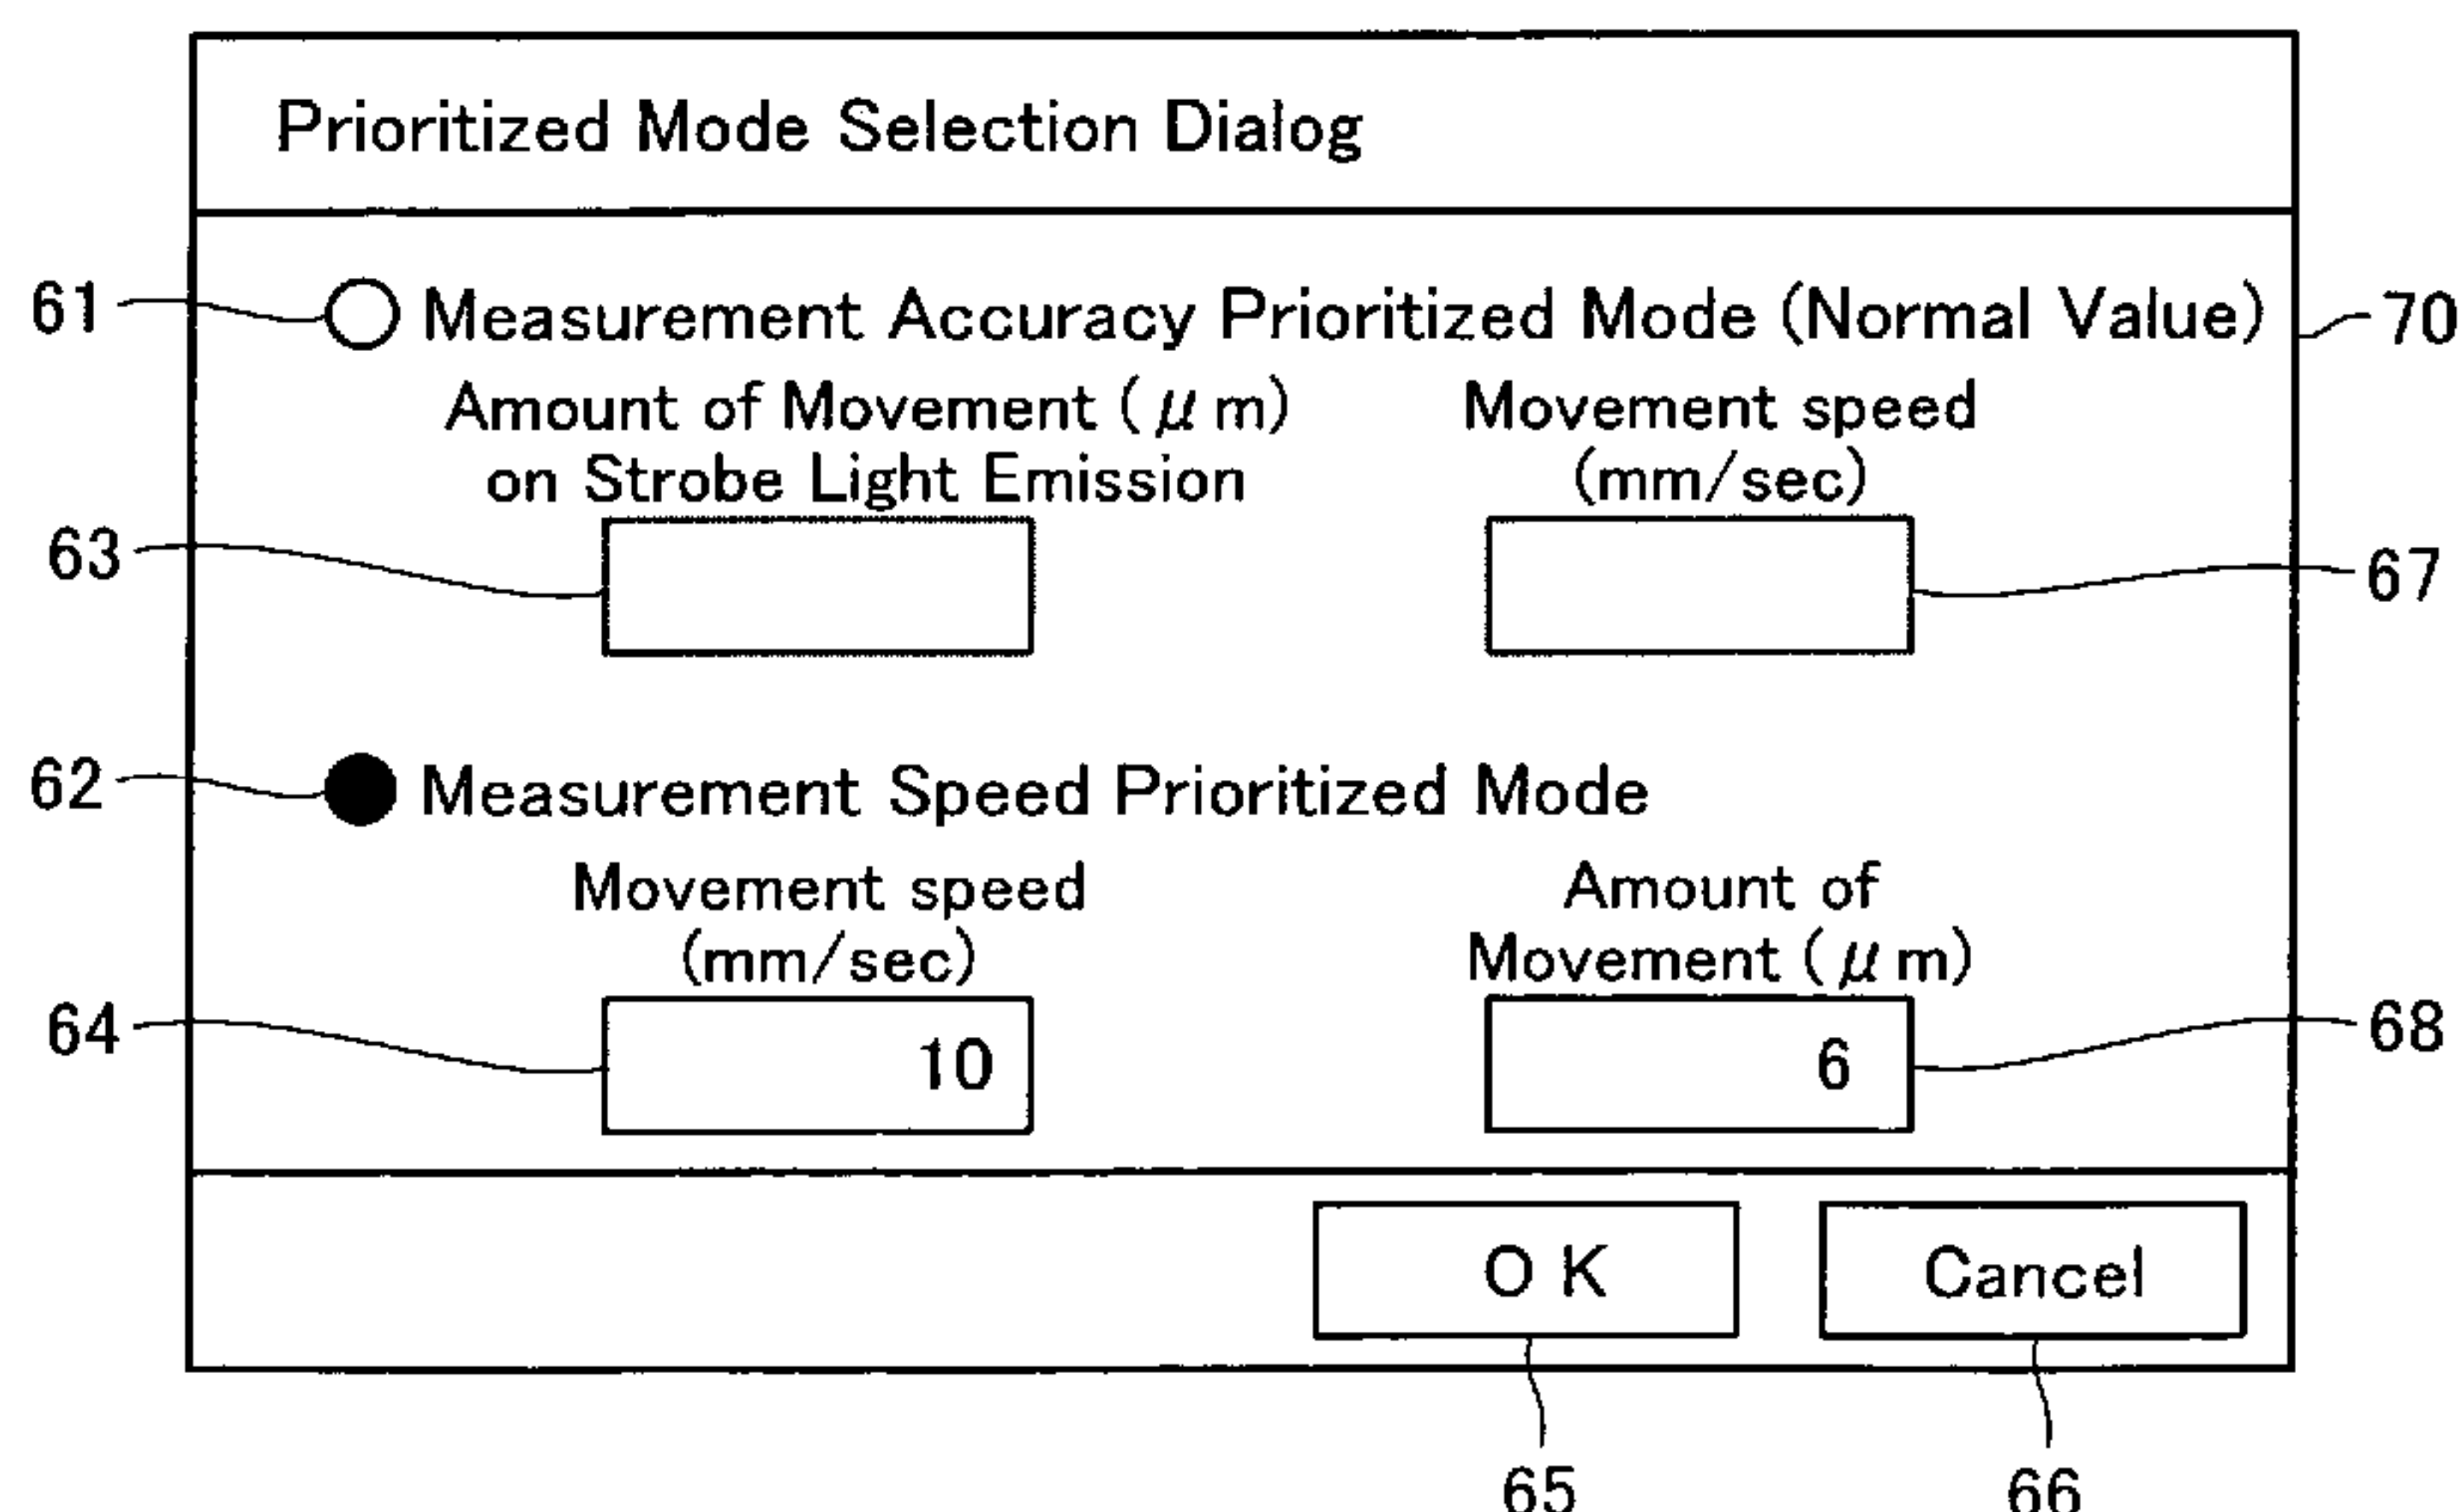 Prioritized Mode Selection Dialog
61 Measurement Accuracy Prioritized Mode (Normal Value) 70
Amount of Movement (μm) Movement speed
on Strobe Light Emission (mm/sec)
63 67
62 Measurement Speed Prioritized Mode
Movement speed Amount of
(mm/sec) Movement (μm)
64 10 6 68
OK Cancel
65 66